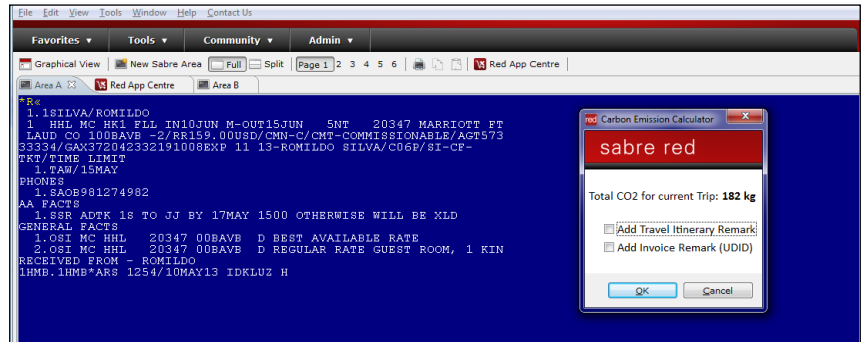 File Edit View Tools Window Help Contact Us
Favorites ▾ Tools ▾ Community ▾ Admin ▾
Graphical View New Sabre Area Full Split Page 1 2 3 4 5 6 Red App Centre
Area A Red App Centre Area B
*R«
1.1SILVA/ROMILDO
1 HHL MC HK1 FLL IN10JUN M-OUT15JUN 5NT 20347 MARRIOTT FT
LAUD CO 100BAVB -2/RR159.00USD/CMN-C/CMT-COMMISSIONABLE/AGT573
33334/GAX372042332191008EXP 11 13-ROMILDO SILVA/C06P/SI-CF-
TKT/TIME LIMIT
1.TAW/15MAY
PHONES
1.SAOB981274982
AA FACTS
1.SSR ADTK 1S TO JJ BY 17MAY 1500 OTHERWISE WILL BE XLD
GENERAL FACTS
1.OSI MC HHL 20347 00BAVB D BEST AVAILABLE RATE
2.OSI MC HHL 20347 00BAVB D REGULAR RATE GUEST ROOM, 1 KIN
RECEIVED FROM - ROMILDO
1HMB.1HMB*ARS 1254/10MAY13 IDKLUZ H
red Carbon Emission Calculator
sabre red
Total CO2 for current Trip: 182 kg
Add Travel Itinerary Remark
Add Invoice Remark (UDID)
OK Cancel